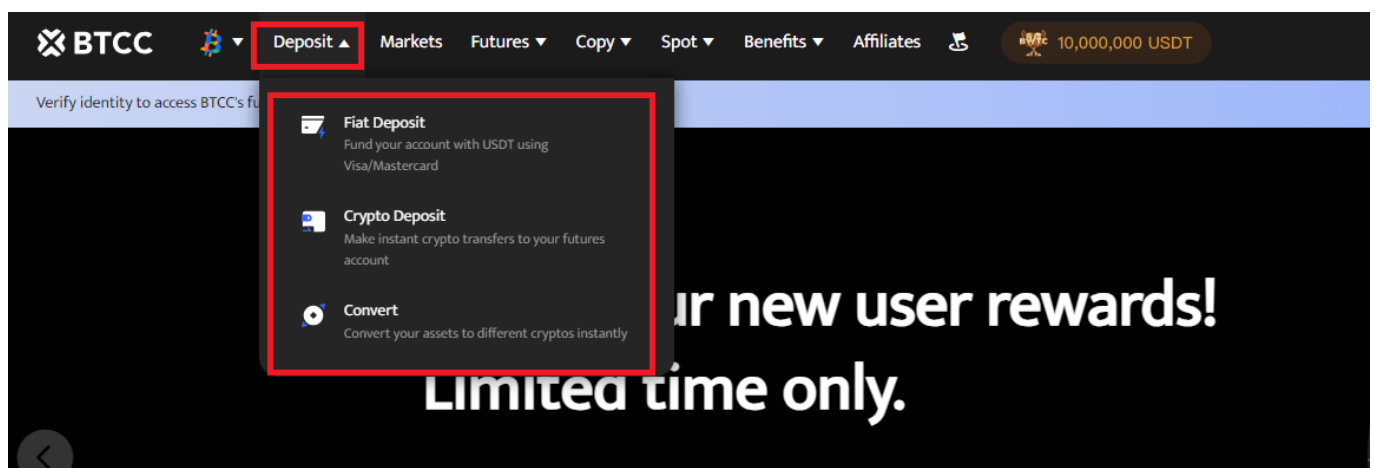 BTCC
Deposit Markets Futures Copy Spot Benefits Affiliates 10,000,000 USDT
Verify identity to access BTCC's
Fiat Deposit
Fund your account with USDT using
Visa/Mastercard
Crypto Deposit
Make instant crypto transfers to your futures
account
Convert
Convert your assets to different cryptos instantly
new user rewards!
Limited time only.